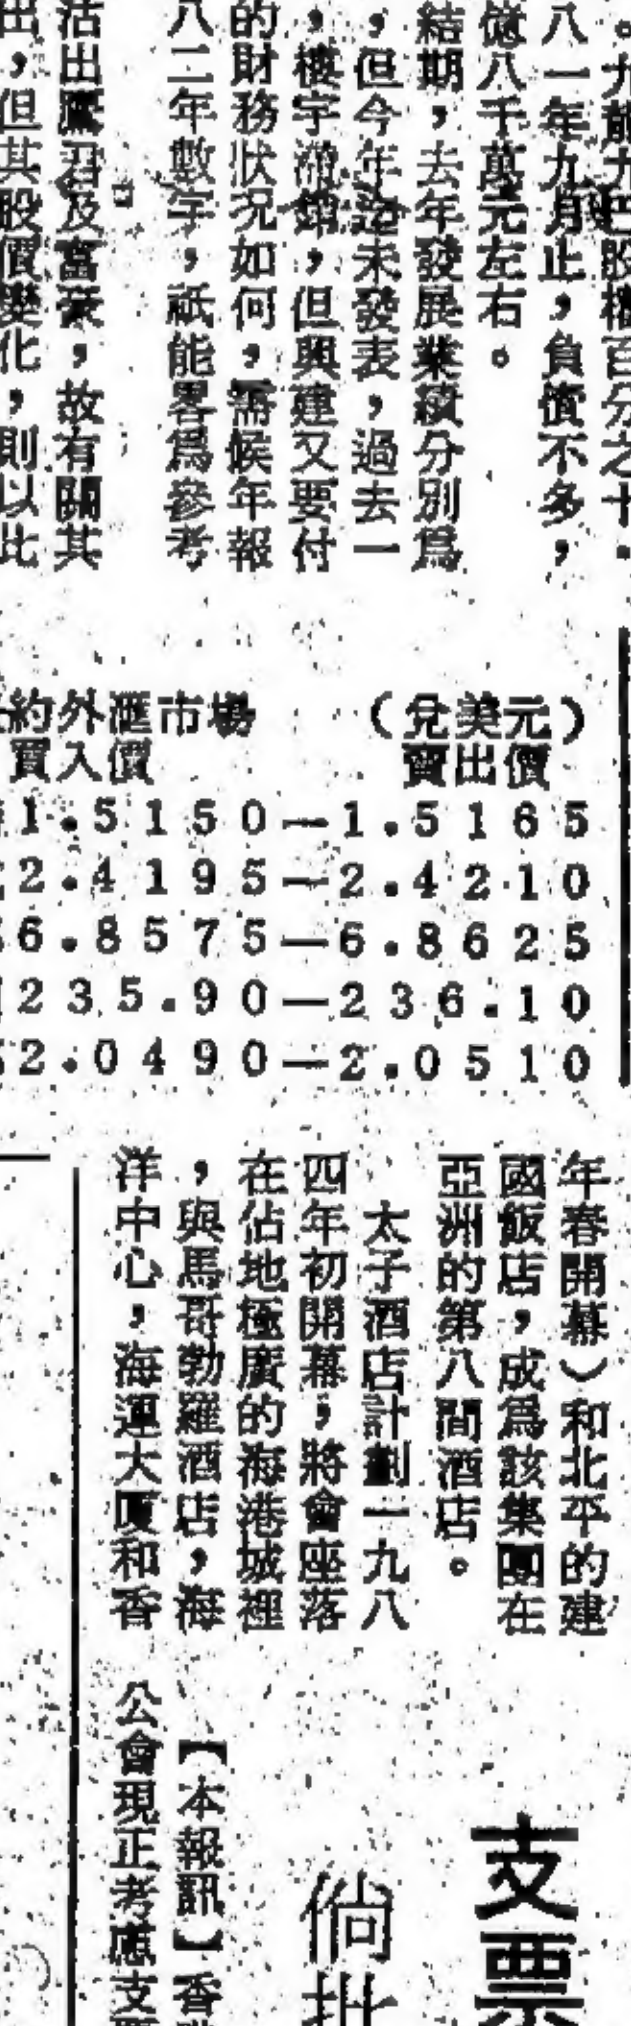 。九龍九巴股權百分之十.
八一年九月止，負債不多，
億八千萬元左右。
結期，去年發展業績分別爲
，但今年迄未發表，過去一
，樓宇滯銷，但興建又要付
的財務狀况如何，需候年報
八二年數字，祇能畧爲參考
活出鷹君及富豪，故有關其
出，但其股價變化，則以此
約外滙市場 （兌美元）
買入價 賣出價
1.5150—1.5165
2.4195—2.4210
6.8575—6.8625
235.90—236.10
2.0490—2.0510
年春開幕）和北平的建
國飯店，成爲該集團在
亞洲的第八間酒店。
太子酒店計劃一九八
四年初開幕，將會座落
在佔地極廣的海港城裡
，與馬哥勃羅酒店，海
洋中心，海運大厦和香
支票
倘批
【本報訊】香
公會現正考慮支票